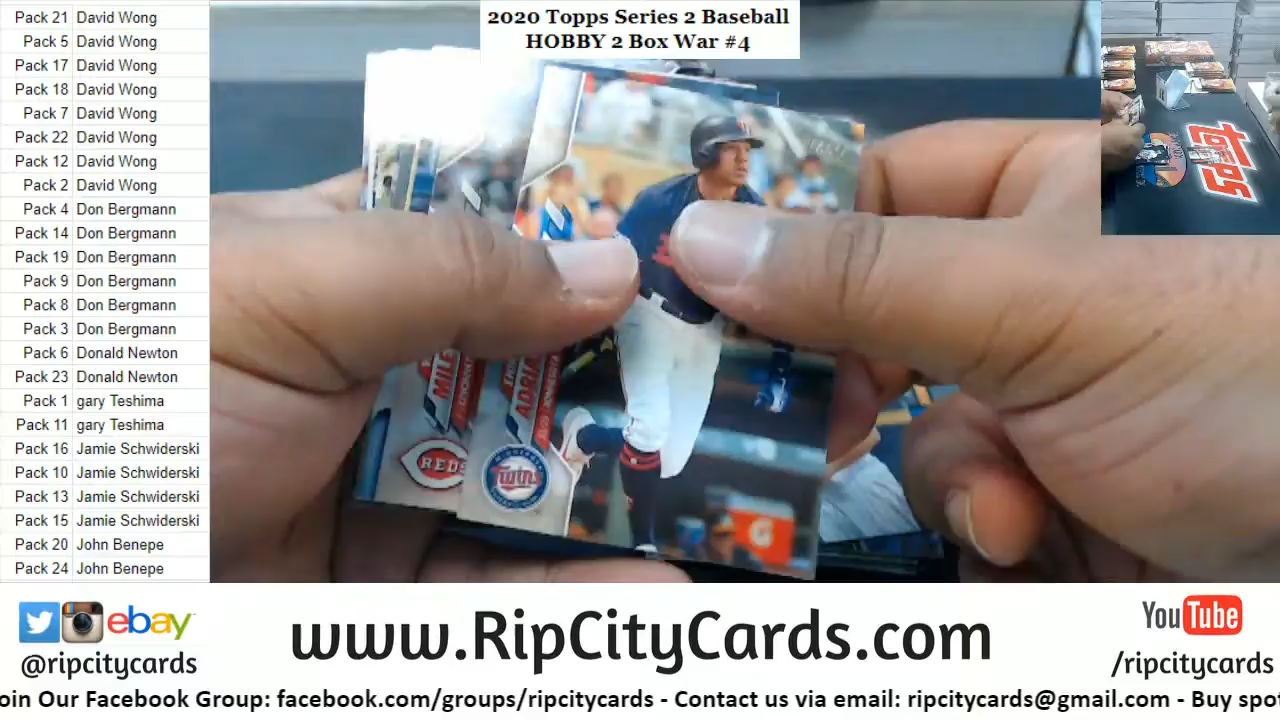 2020 Topps Series 2 Baseball
HOBBY 2 Box War #4
Pack 21 David Wong
Pack 5 David Wong
Pack 17 David Wong
Pack 18 David Wong
Pack 7 David Wong
Pack 22 David Wong
Pack 12 David Wong
Pack 2 David Wong
Pack 4 Don Bergmann
Pack 14 Don Bergmann
Pack 19 Don Bergmann
Pack 9 Don Bergmann
Pack 8 Don Bergmann
Pack 3 Don Bergmann
Pack 6 Donald Newton
Pack 23 Donald Newton
Pack 1 gary Teshima
Pack 11 gary Teshima
Pack 16 Jamie Schwiderski
Pack 10 Jamie Schwiderski
Pack 13 Jamie Schwiderski
Pack 15 Jamie Schwiderski
Pack 20 John Benepe
Pack 24 John Benepe
topps
MILE
REDS
ADRIA
Twins
G
ebay
@ripcitycards
www.RipCityCards.com
YouTube
/ripcitycards
oin Our Facebook Group: facebook.com/groups/ripcitycards - Contact us via email: ripcitycards@gmail.com - Buy spot